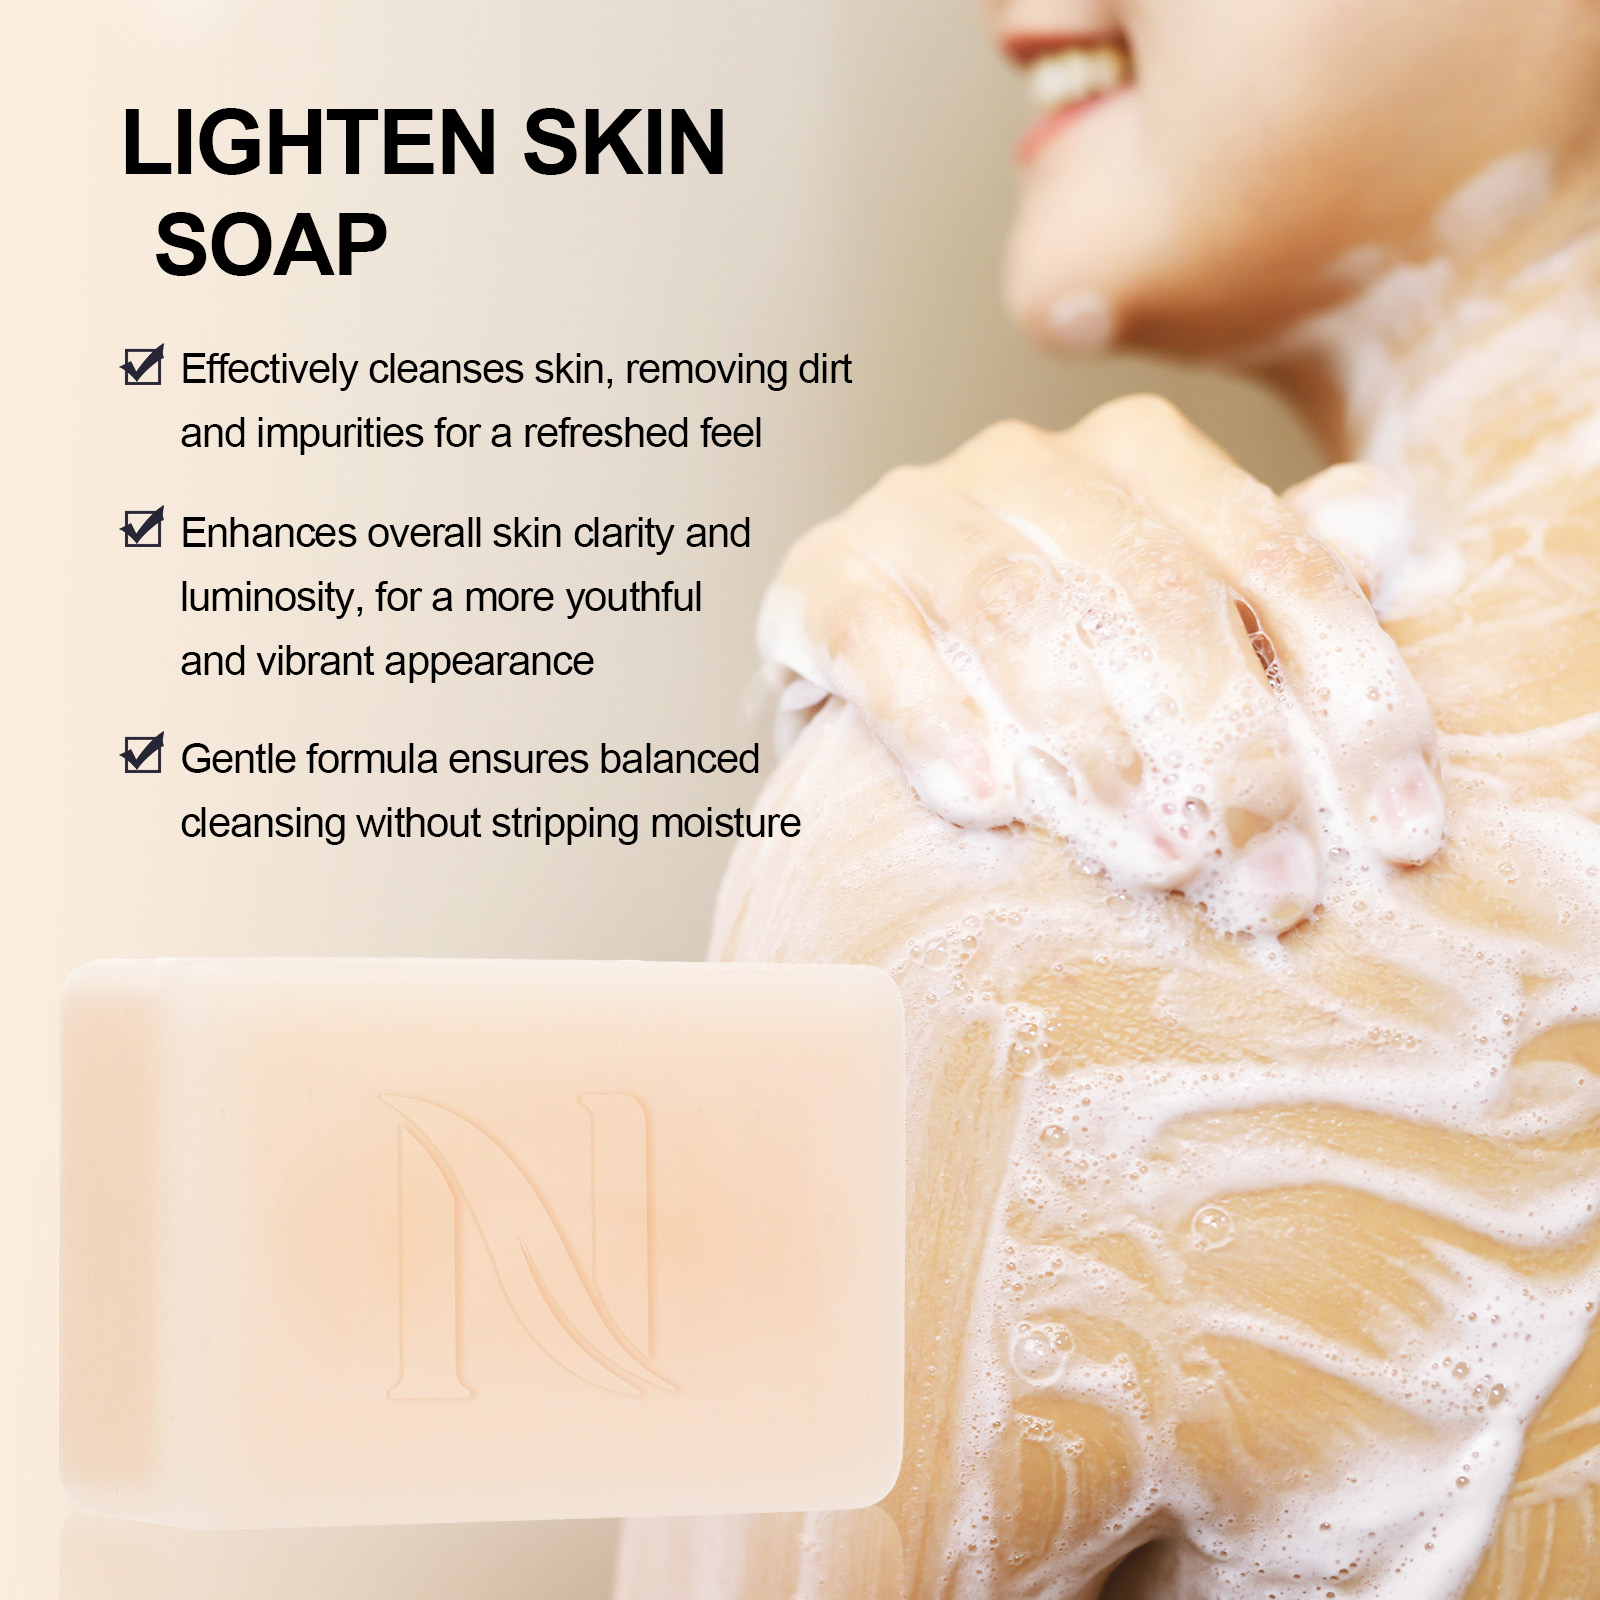 LIGHTEN SKIN
SOAP
Effectively cleanses skin, removing dirt
and impurities for a refreshed feel
Enhances overall skin clarity and
luminosity, for a more youthful
and vibrant appearance
Gentle formula ensures balanced
cleansing without stripping moisture
N